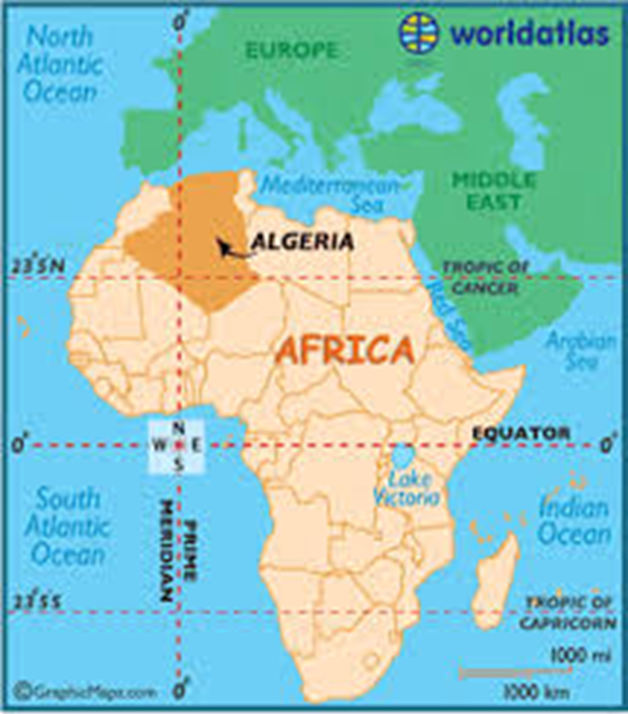 0°
North
Atlantic
Ocean
EUROPE
worldatlas
Mediterranean
Sea
MIDDLE
EAST
ALGERIA
23°5N
TROPIC OF
CANCER
Red Sea
AFRICA
Arabian
Sea
N
W E
S
0°
EQUATOR
0°
Lake
Victoria
South
Atlantic
Ocean
PRIME
MERIDIAN
Indian
Ocean
23°5S
TROPIC OF
CAPRICORN
1000 mi
1000 km
©GraphicMaps.com
0°